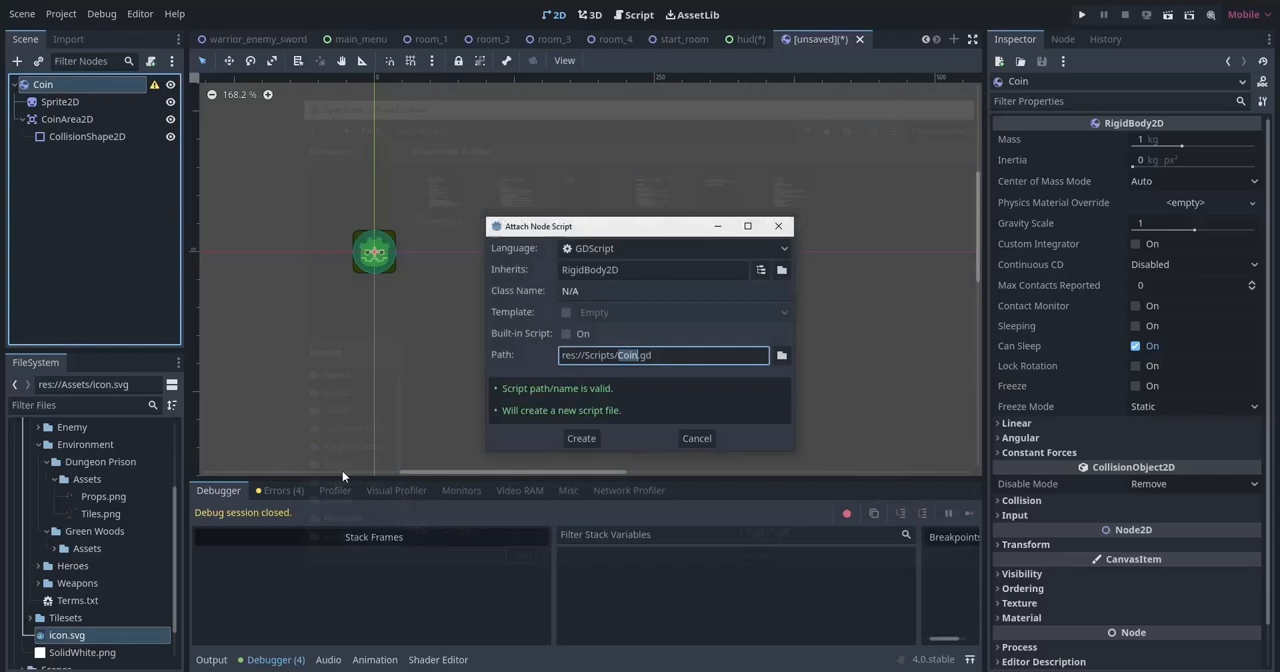 Scene Project Debug Editor Help
2D 3D Script AssetLib
Mobile
Scene Import
warrior_enemy_sword main_menu room_1 room_2 room_3 room_4 start_room hud(*) [unsaved](*)
Inspector Node History
Filter Nodes
View
Coin
Sprite2D
CoinArea2D
CollisionShape2D
0 250 500
168.2 %
Coin
Filter Properties
RigidBody2D
Mass 1 kg
Inertia 0 kg·px²
Center of Mass Mode Auto
Physics Material Override <empty>
Gravity Scale 1
Custom Integrator On
Continuous CD Disabled
Max Contacts Reported 0
Contact Monitor On
Sleeping On
Can Sleep On
Lock Rotation On
Freeze On
Freeze Mode Static
Linear
Angular
Constant Forces
CollisionObject2D
Disable Mode Remove
Collision
Input
Node2D
Transform
CanvasItem
Visibility
Ordering
Texture
Material
Node
Process
Editor Description
Attach Node Script
Language: GDScript
Inherits: RigidBody2D
Class Name: N/A
Template: Empty
Built-in Script: On
Path: res://Scripts/Coin.gd
• Script path/name is valid.
• Will create a new script file.
Create Cancel
FileSystem
res://Assets/icon.svg
Filter Files
Enemy
Environment
Dungeon Prison
Assets
Props.png
Tiles.png
Green Woods
Assets
Heroes
Weapons
Terms.txt
Tilesets
icon.svg
SolidWhite.png
Debugger Errors (4) Profiler Visual Profiler Monitors Video RAM Misc Network Profiler
Debug session closed.
Stack Frames
Filter Stack Variables
Breakpoints
Output Debugger (4) Audio Animation Shader Editor
4.0.stable